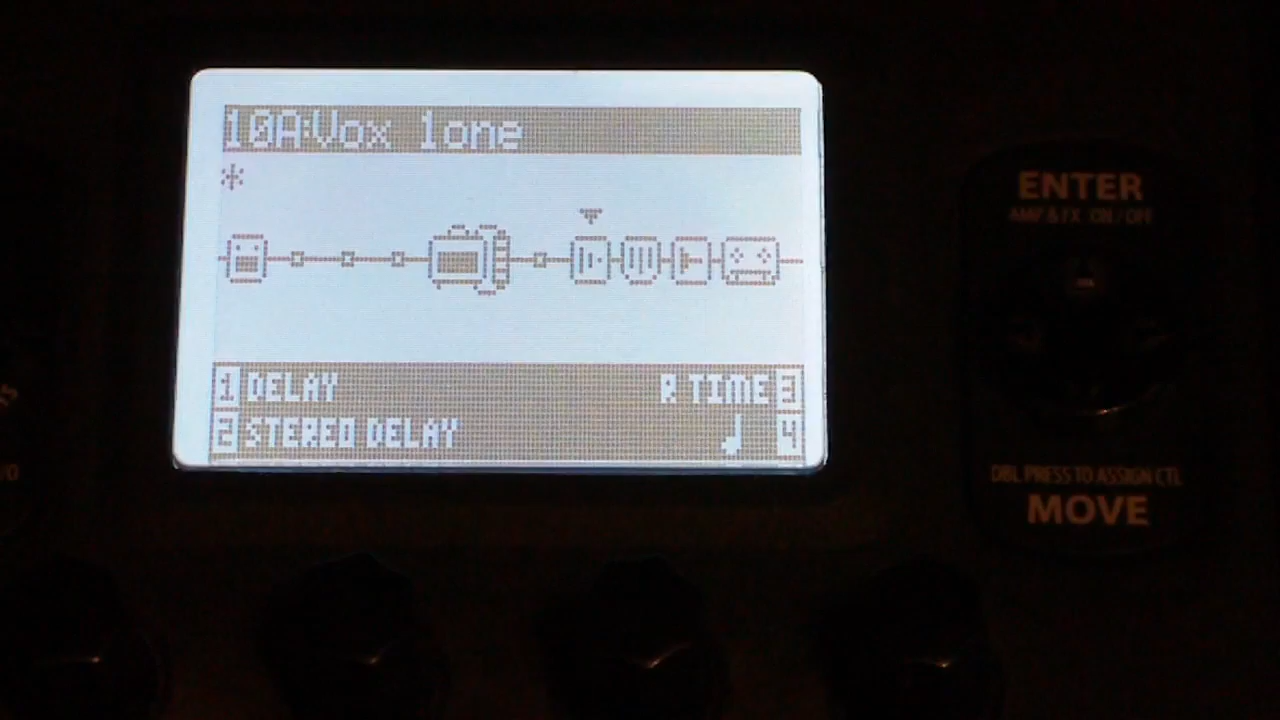 10A:Vox 1one
*
1 DELAY R TIME 3
2 STEREO DELAY 4
ENTER
AMP & FX ON / OFF
DBL PRESS TO ASSIGN CTL
MOVE